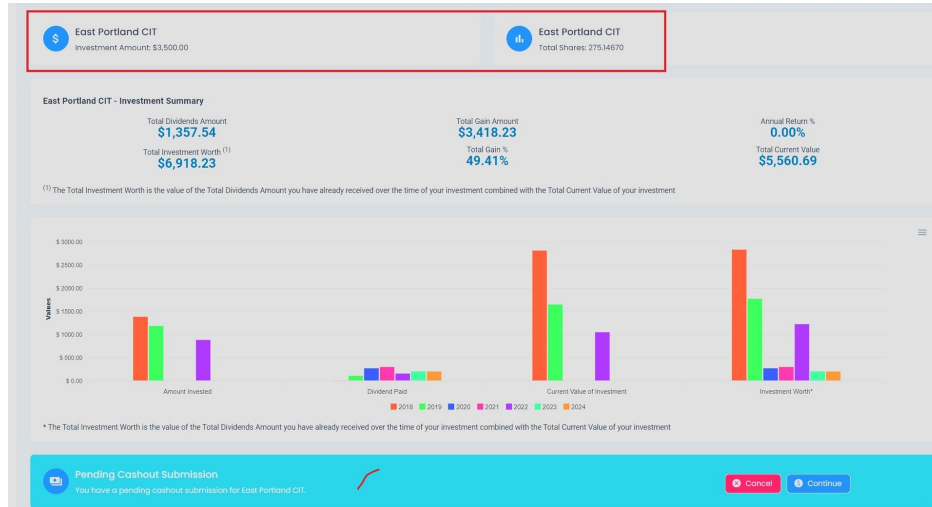 East Portland CIT
Investment Amount: $3,500.00
East Portland CIT
Total Shares: 275.14670
East Portland CIT - Investment Summary
Total Dividends Amount
$1,357.54
Total Gain Amount
$3,418.23
Annual Return %
0.00%
Total Investment Worth (1)
$6,918.23
Total Gain %
49.41%
Total Current Value
$5,560.69
(1) The Total Investment Worth is the value of the Total Dividends Amount you have already received over the time of your investment combined with the Total Current Value of your investment
Values
$ 3000.00
$ 2500.00
$ 2000.00
$ 1500.00
$ 1000.00
$ 500.00
$ 0.00
Amount Invested
Dividend Paid
Current Value of Investment
Investment Worth*
2018 2019 2020 2021 2022 2023 2024
* The Total Investment Worth is the value of the Total Dividends Amount you have already received over the time of your investment combined with the Total Current Value of your investment
Pending Cashout Submission
You have a pending cashout submission for East Portland CIT.
Cancel
Continue